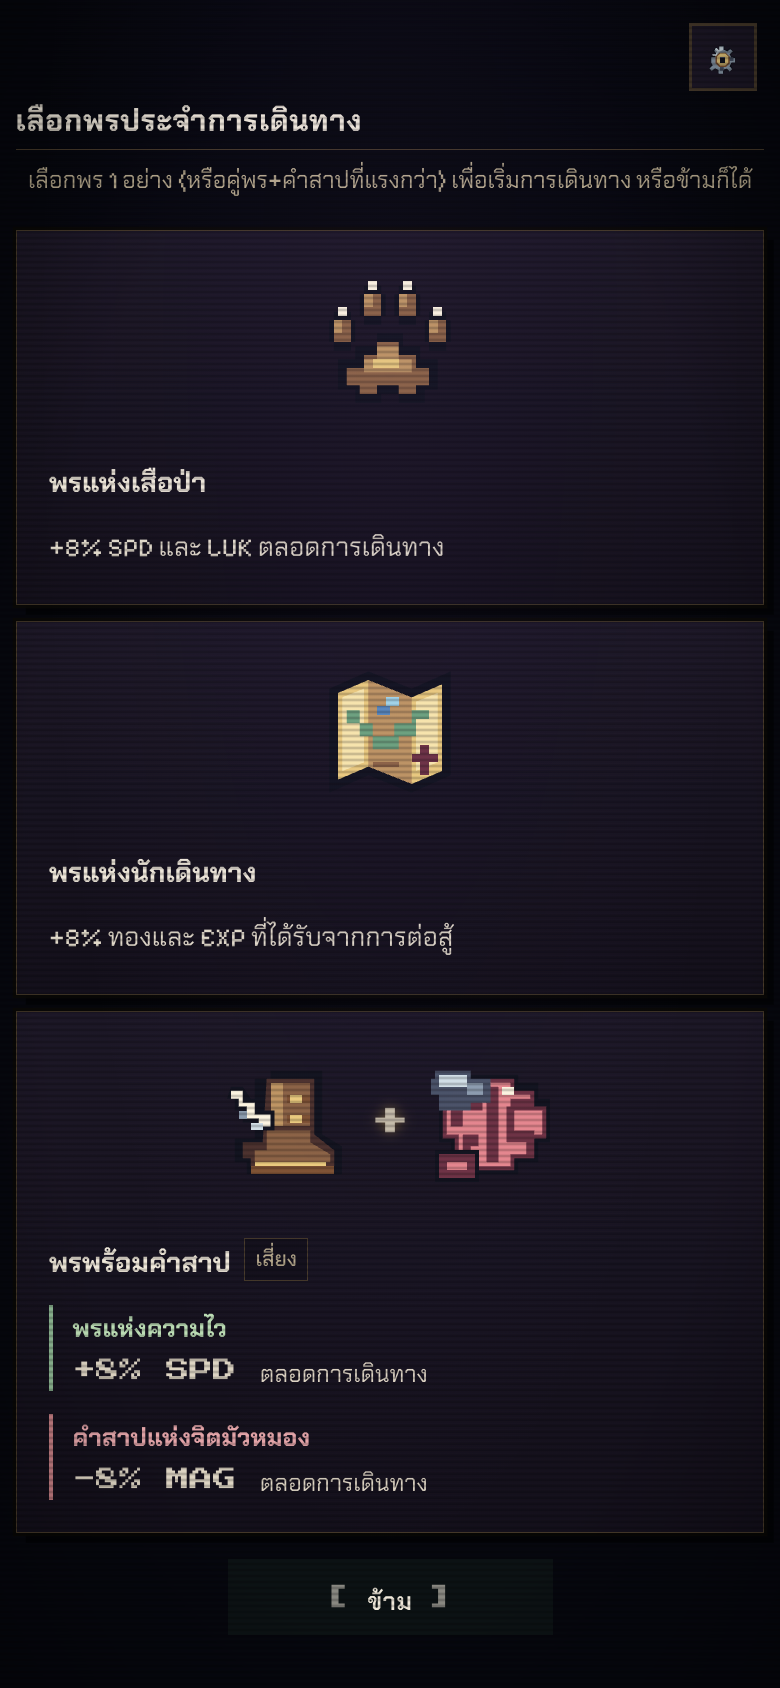 เลือกพรประจำการเดินทาง
เลือกพร 1 อย่าง (หรือคู่พร+คำสาปที่แรงกว่า) เพื่อเริ่มการเดินทาง หรือข้ามก็ได้
พรแห่งเสือป่า
+8% SPD และ LUK ตลอดการเดินทาง
พรแห่งนักเดินทาง
+8% ทองและ EXP ที่ได้รับจากการต่อสู้
+
พรพร้อมคำสาป เสี่ยง
พรแห่งความไว
+8% SPD ตลอดการเดินทาง
คำสาปแห่งจิตมัวหมอง
-8% MAG ตลอดการเดินทาง
[ ข้าม ]